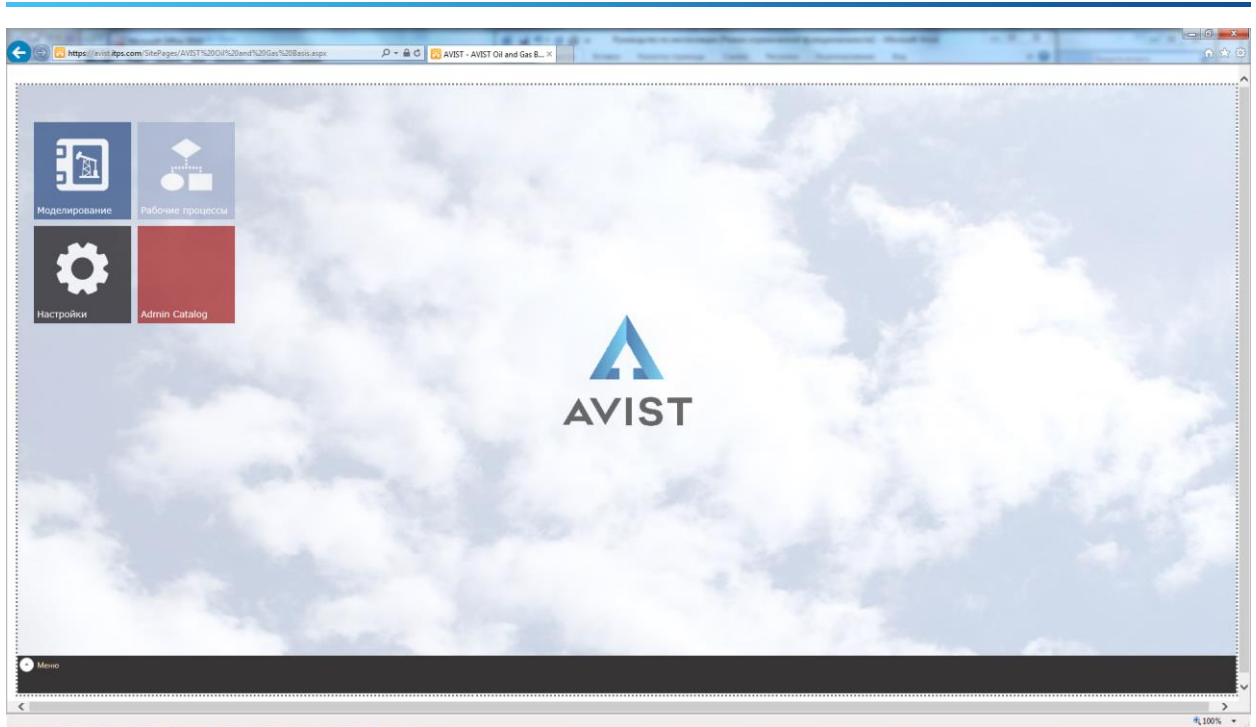 https://avist.itps.com/SitePages/AVIST%20Oil%20and%20Gas%20Basis.aspx
AVIST - AVIST Oil and Gas B...
Моделирование
Рабочие процессы
Настройки
Admin Catalog
AVIST
Меню
100%